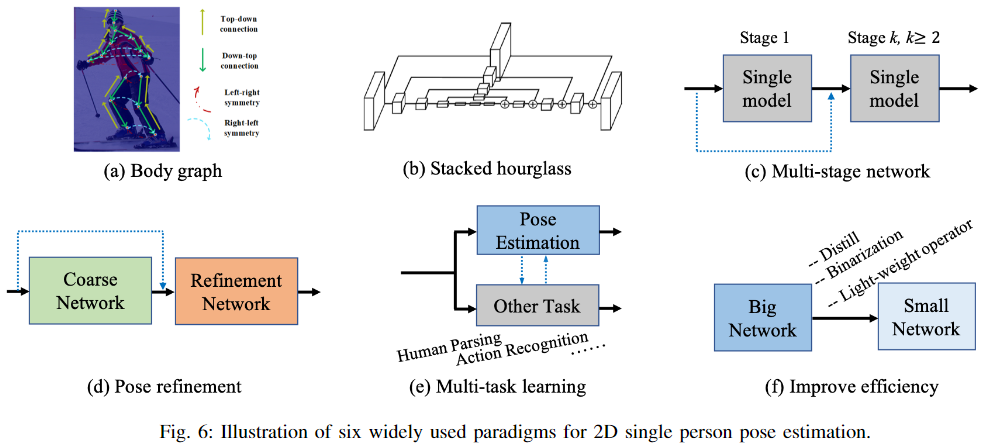 Top-down
connection
Down-top
connection
Left-right
symmetry
Right-left
symmetry
(a) Body graph
(b) Stacked hourglass
Stage 1
Stage k, k≥ 2
Single
model
Single
model
(c) Multi-stage network
Coarse
Network
Refinement
Network
(d) Pose refinement
Pose
Estimation
Other Task
Human Parsing
Action Recognition
......
(e) Multi-task learning
-- Distill
-- Binarization
-- Light-weight operator
Big
Network
Small
Network
(f) Improve efficiency
Fig. 6: Illustration of six widely used paradigms for 2D single person pose estimation.